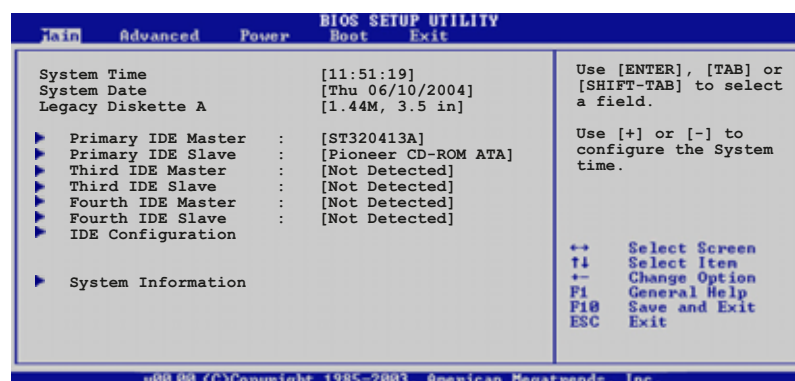 BIOS SETUP UTILITY
Main Advanced Power Boot Exit
System Time [11:51:19]
System Date [Thu 06/10/2004]
Legacy Diskette A [1.44M, 3.5 in]
Primary IDE Master : [ST320413A]
Primary IDE Slave : [Pioneer CD-ROM ATA]
Third IDE Master : [Not Detected]
Third IDE Slave : [Not Detected]
Fourth IDE Master : [Not Detected]
Fourth IDE Slave : [Not Detected]
IDE Configuration
System Information
Use [ENTER], [TAB] or
[SHIFT-TAB] to select
a field.
Use [+] or [-] to
configure the System
time.
↔ Select Screen
↑↓ Select Item
+- Change Option
F1 General Help
F10 Save and Exit
ESC Exit
v00.00 (C)Copyright 1985-2003, American Megatrends, Inc.